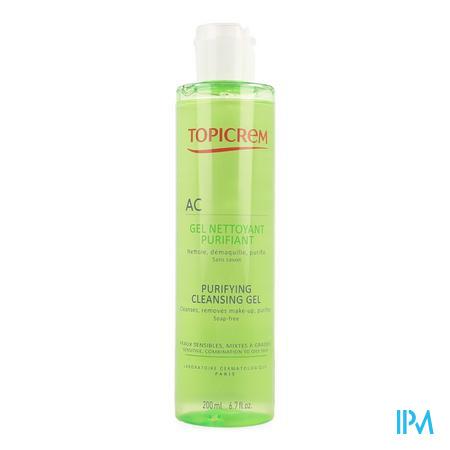 TOPICREM
AC
GEL NETTOYANT
PURIFIANT
Nettoie, démaquille, purifie
Sans savon
PURIFYING
CLEANSING GEL
Cleanses, removes make-up, purifies
Soap-free
PEAUX SENSIBLES, MIXTES À GRASSES
SENSITIVE, COMBINATION TO OILY SKIN
LABORATOIRE DERMATOLOGIQUE
PARIS
200 ml 6.7 fl.oz.
IPM